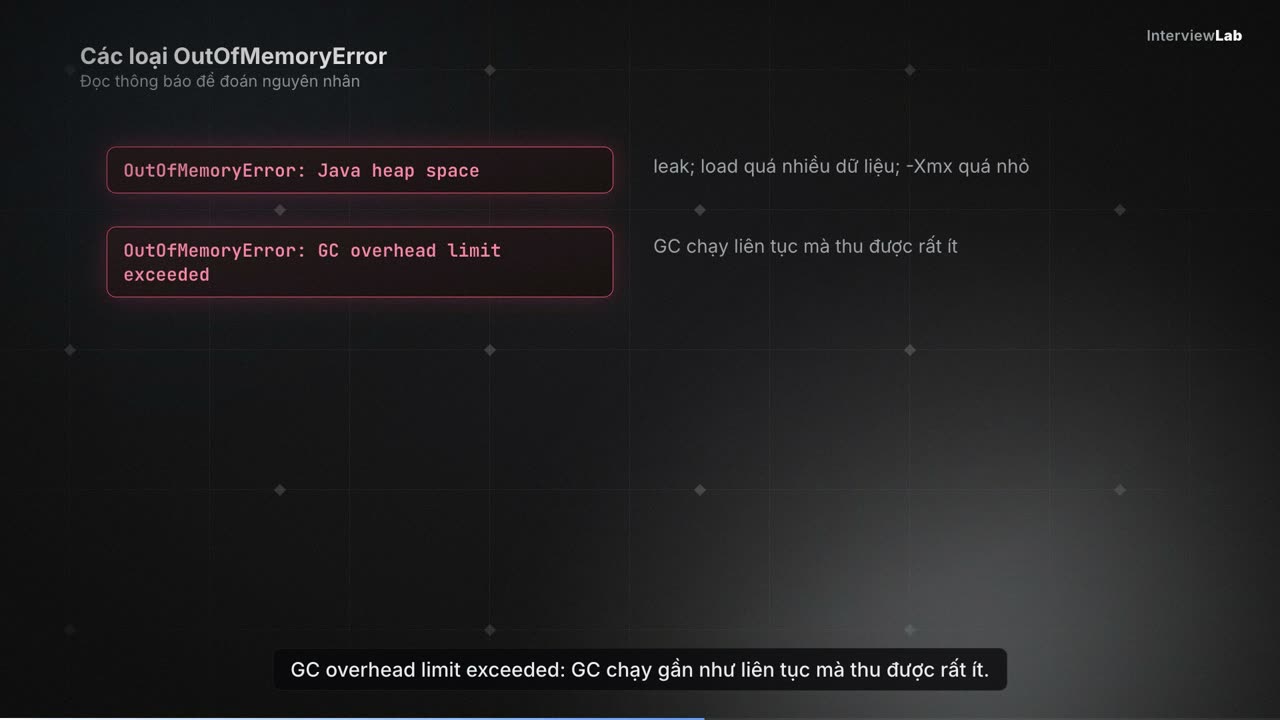 Các loại OutOfMemoryError
Đọc thông báo để đoán nguyên nhân
InterviewLab
OutOfMemoryError: Java heap space
leak; load quá nhiều dữ liệu; -Xmx quá nhỏ
OutOfMemoryError: GC overhead limit
exceeded
GC chạy liên tục mà thu được rất ít
GC overhead limit exceeded: GC chạy gần như liên tục mà thu được rất ít.